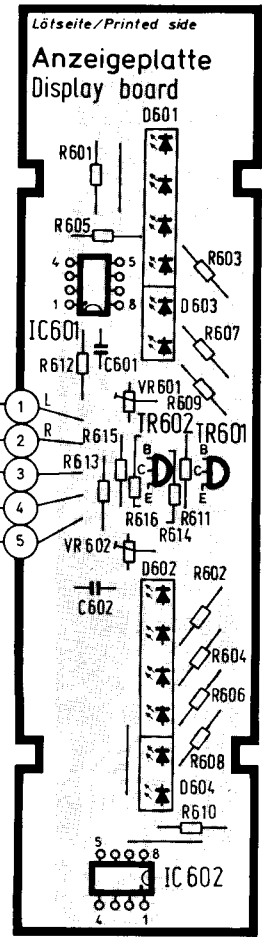 Lötseite/Printed side
Anzeigeplatte
Display board
D601
R601
R605
4 5
1 8
IC601
R603
D603
R607
R612
C601
VR601
R609
1 L
2 R
3
4
5
TR602
TR601
R615
R613
B
C
E
B
C
E
R616
R611
R614
VR602
D602
C602
R602
R604
R606
R608
D604
R610
5 8
IC602
4 1